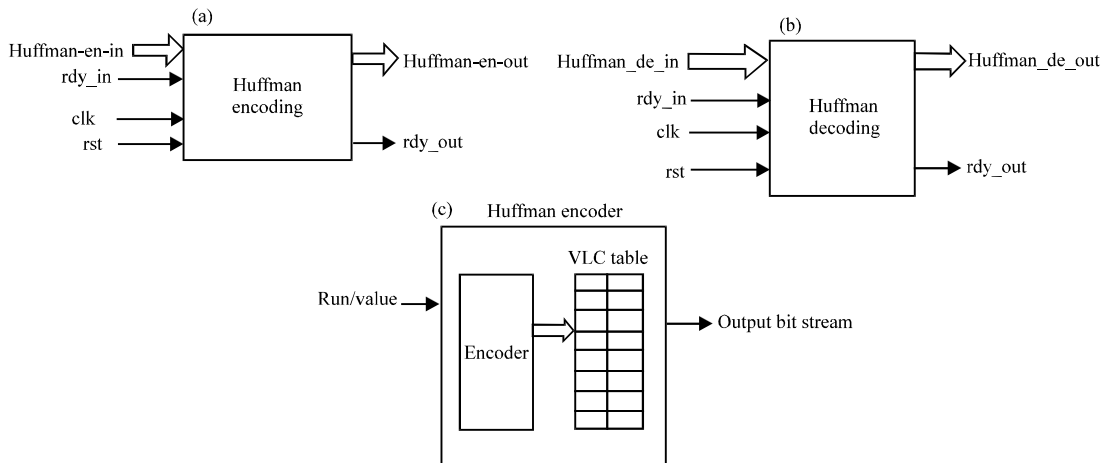 (a)
Huffman-en-in
rdy_in
clk
rst
Huffman
encoding
Huffman-en-out
rdy_out
(b)
Huffman_de_in
rdy_in
clk
rst
Huffman
decoding
Huffman_de_out
rdy_out
(c)
Huffman encoder
VLC table
Run/value
Encoder
Output bit stream